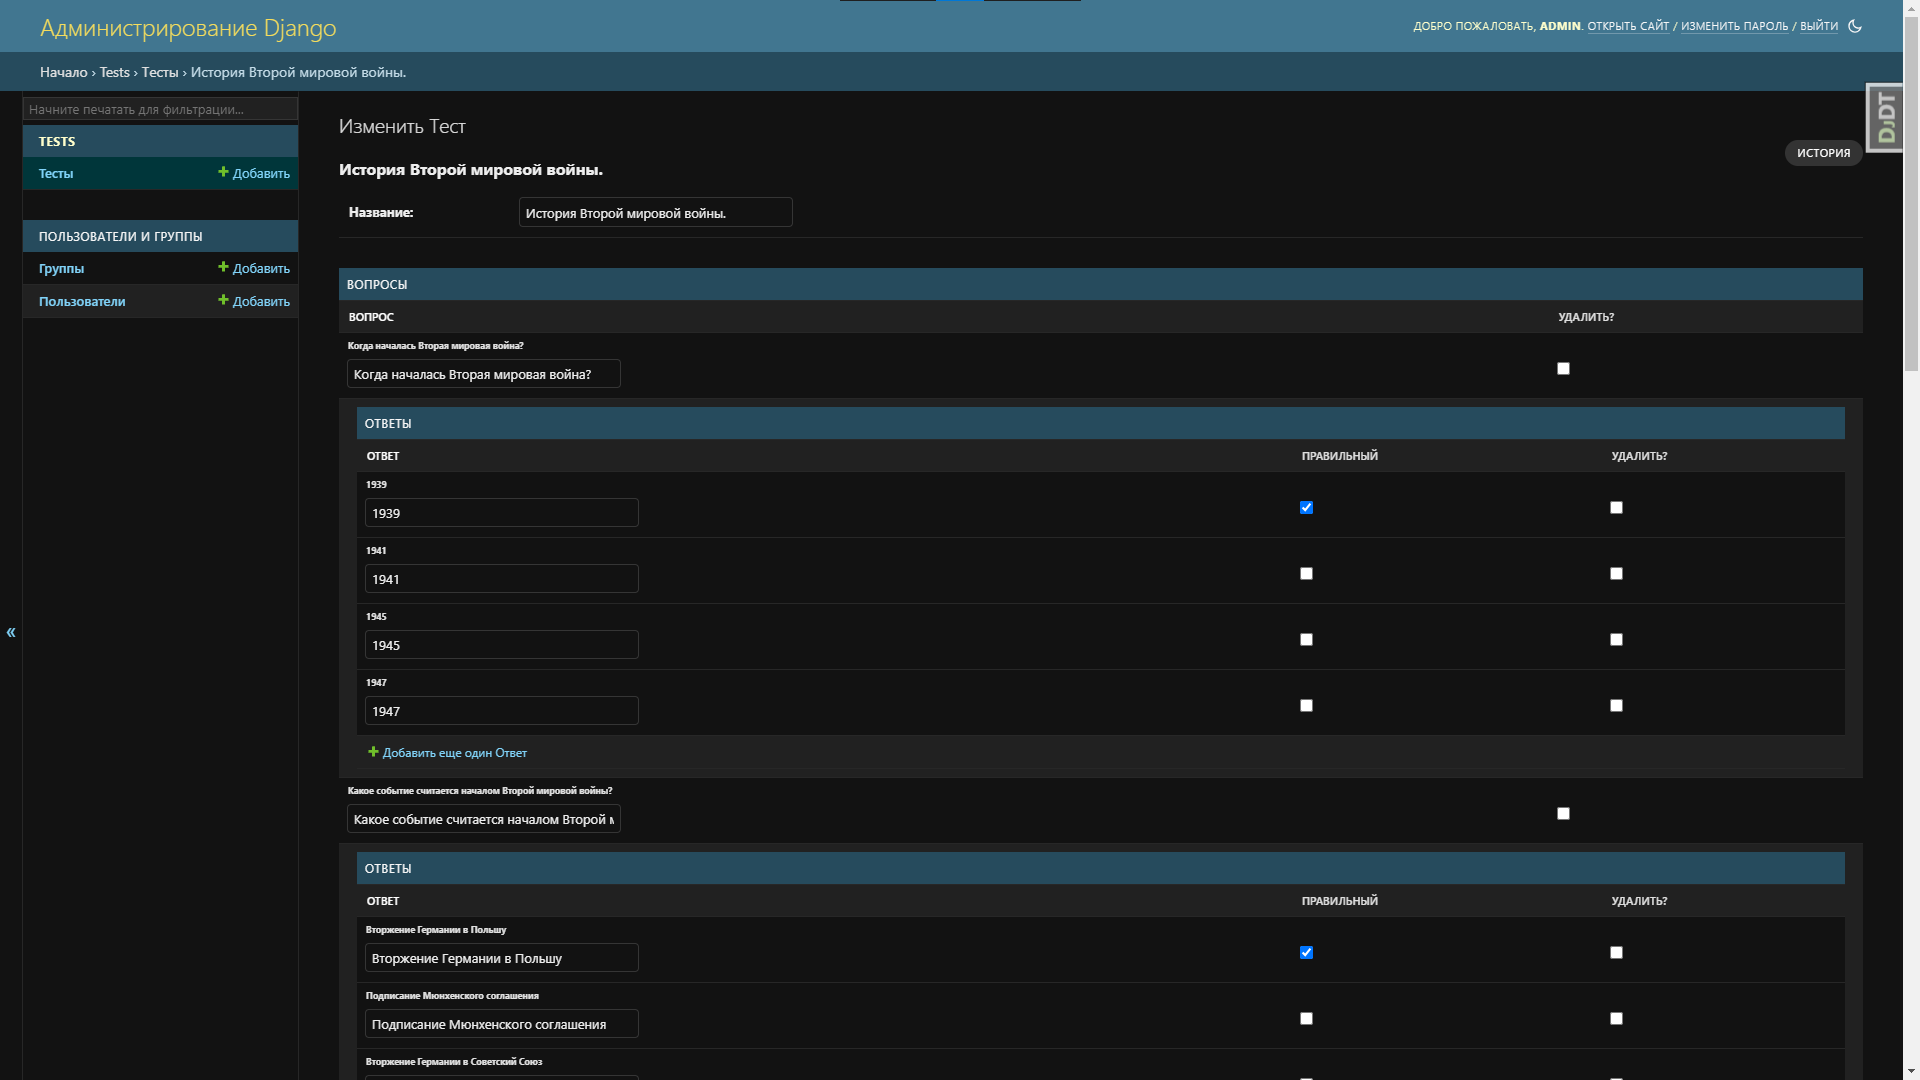 Администрирование Django
ДОБРО ПОЖАЛОВАТЬ, ADMIN. ОТКРЫТЬ САЙТ / ИЗМЕНИТЬ ПАРОЛЬ / ВЫЙТИ
Начало › Tests › Тесты › История Второй мировой войны.
Начните печатать для фильтрации...
TESTS
Тесты
Добавить
ПОЛЬЗОВАТЕЛИ И ГРУППЫ
Группы
Добавить
Пользователи
Добавить
«
DJDT
Изменить Тест
ИСТОРИЯ
История Второй мировой войны.
Название:
История Второй мировой войны.
ВОПРОСЫ
ВОПРОС
УДАЛИТЬ?
Когда началась Вторая мировая война?
Когда началась Вторая мировая война?
ОТВЕТЫ
ОТВЕТ
ПРАВИЛЬНЫЙ
УДАЛИТЬ?
1939
1939
1941
1941
1945
1945
1947
1947
Добавить еще один Ответ
Какое событие считается началом Второй мировой войны?
Какое событие считается началом Второй м
ОТВЕТЫ
ОТВЕТ
ПРАВИЛЬНЫЙ
УДАЛИТЬ?
Вторжение Германии в Польшу
Вторжение Германии в Польшу
Подписание Мюнхенского соглашения
Подписание Мюнхенского соглашения
Вторжение Германии в Советский Союз